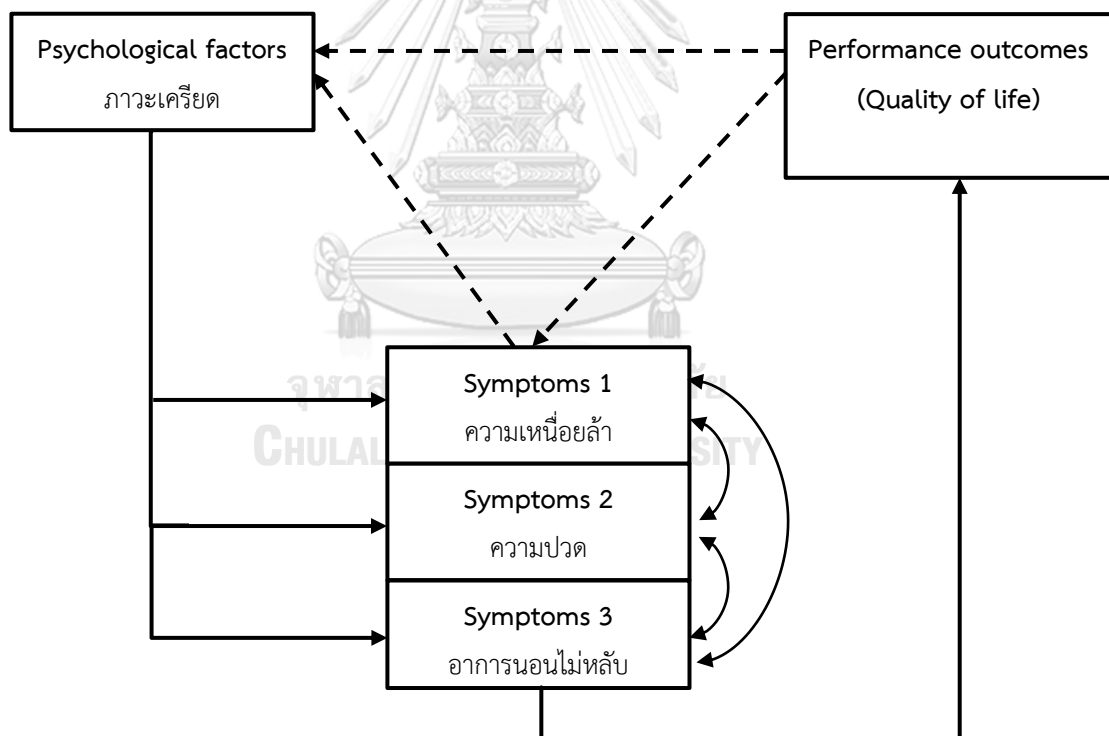 Psychological factors
ภาวะเครียด
Performance outcomes
(Quality of life)
Symptoms 1
ความเหนื่อยล้า
Symptoms 2
ความปวด
Symptoms 3
อาการนอนไม่หลับ